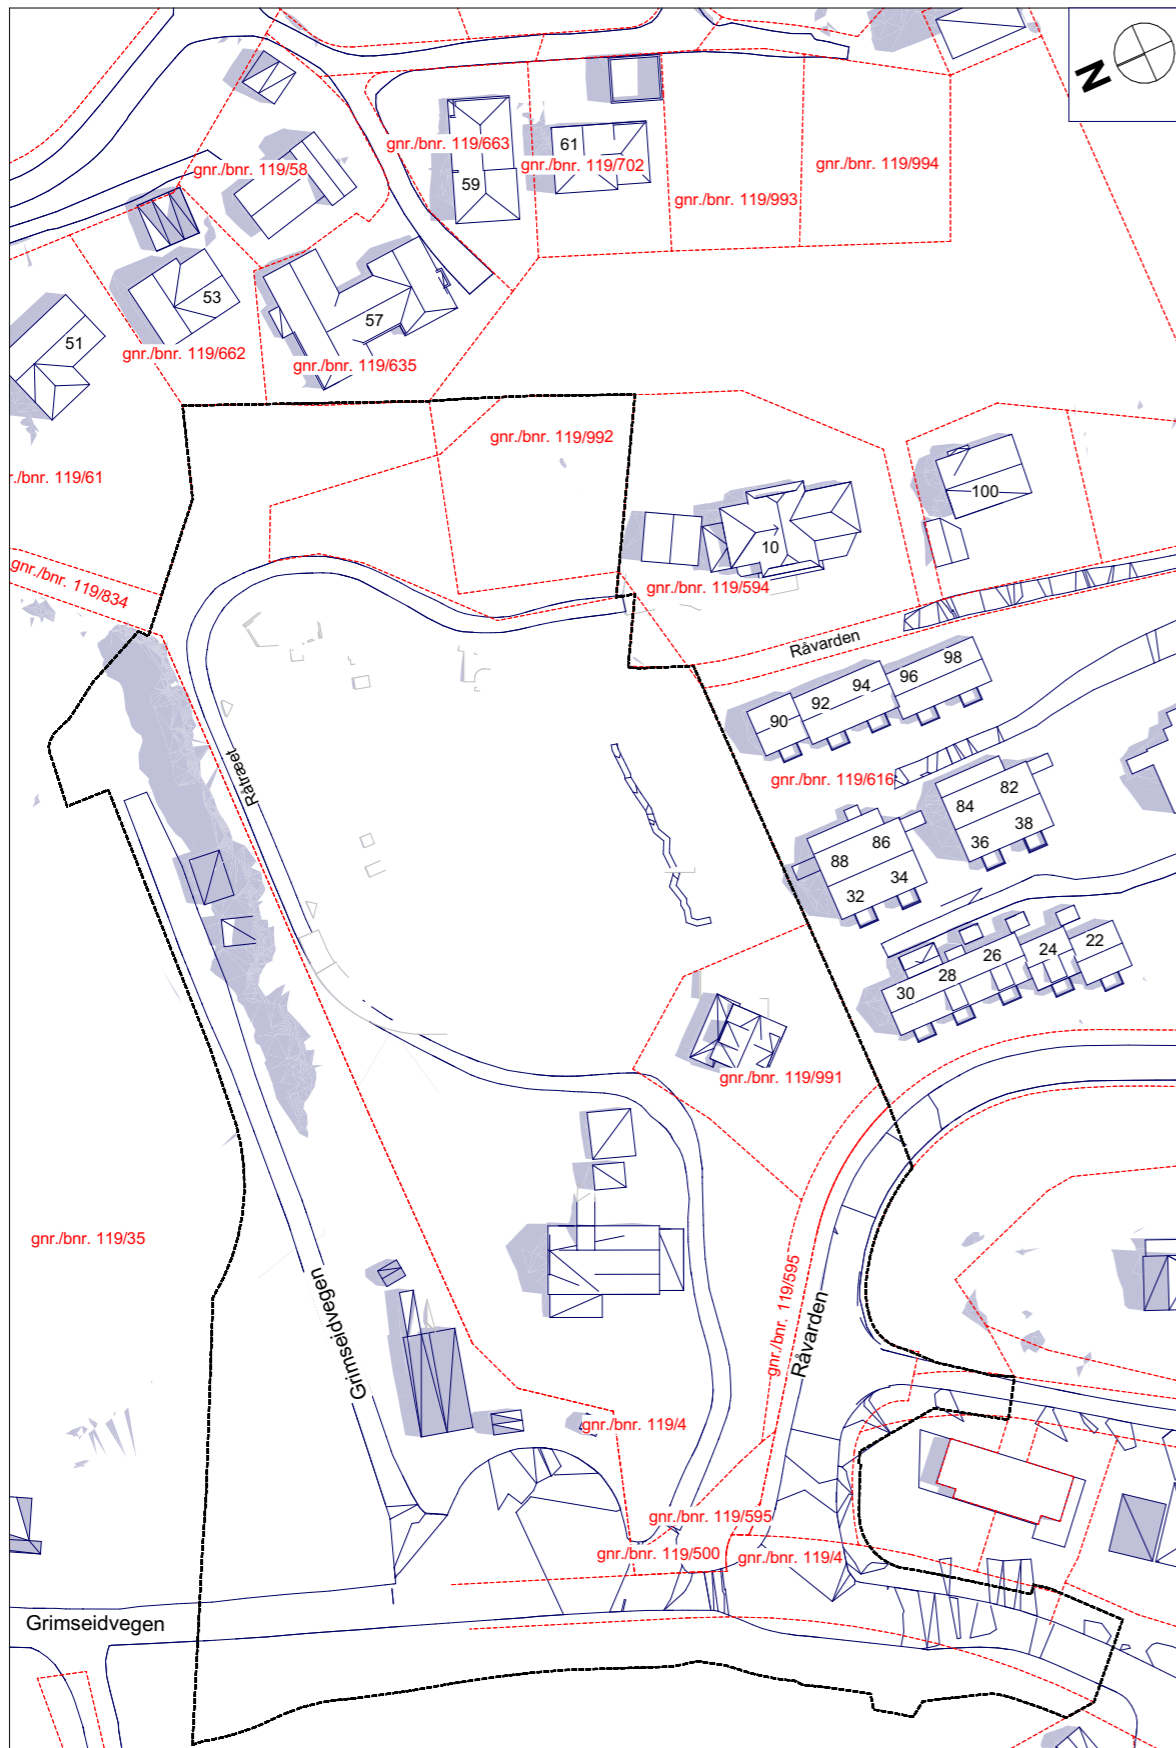 N
gnr./bnr. 119/663
61
gnr./bnr. 119/702
gnr./bnr. 119/994
gnr./bnr. 119/58
59
gnr./bnr. 119/993
53
57
51
gnr./bnr. 119/662
gnr./bnr. 119/635
gnr./bnr. 119/992
./bnr. 119/61
100
10
gnr./bnr. 119/834
gnr./bnr. 119/594
Råvarden
98
96
94
92
90
Råtræet
gnr./bnr. 119/616
82
84
38
36
86
88
34
32
22
24
26
28
30
gnr./bnr. 119/991
gnr./bnr. 119/35
Grimseidvegen
gnr./bnr. 119/595
Råvarden
gnr./bnr. 119/4
gnr./bnr. 119/595
gnr./bnr. 119/500
gnr./bnr. 119/4
Grimseidvegen